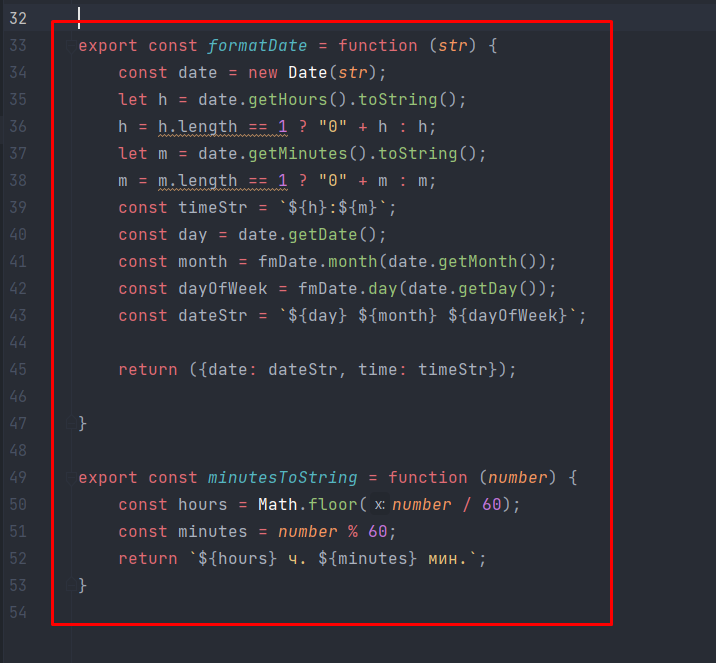 32
33 export const formatDate = function (str) {
34 const date = new Date(str);
35 let h = date.getHours().toString();
36 h = h.length == 1 ? "0" + h : h;
37 let m = date.getMinutes().toString();
38 m = m.length == 1 ? "0" + m : m;
39 const timeStr = `${h}:${m}`;
40 const day = date.getDate();
41 const month = fmDate.month(date.getMonth());
42 const dayOfWeek = fmDate.day(date.getDay());
43 const dateStr = `${day} ${month} ${dayOfWeek}`;
44
45 return ({date: dateStr, time: timeStr});
46
47 }
48
49 export const minutesToString = function (number) {
50 const hours = Math.floor( x: number / 60);
51 const minutes = number % 60;
52 return `${hours} ч. ${minutes} мин.`;
53 }
54